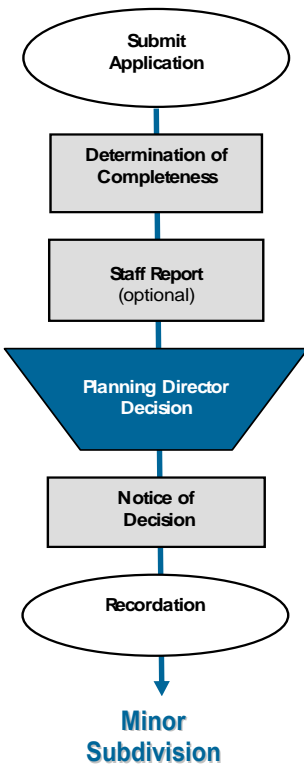 Submit
Application
Determination of
Completeness
Staff Report
(optional)
Planning Director
Decision
Notice of
Decision
Recordation
Minor
Subdivision